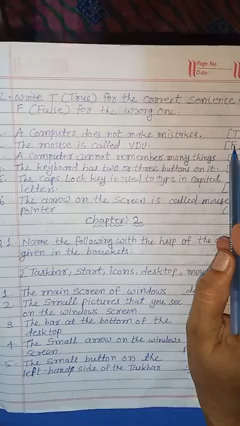 Page No.
Date
2 - Write T (True) for the correct sentence
F (False) for the wrong one.
A Computer does not make mistakes. [T
The mouse is called VDU. [
A Computer cannot remember many things
The keyboard has two or three buttons on it.
The Caps Lock key is used to type in Capital [
letters.
The arrow on the Screen is called mouse
pointer [
Chapter: 2
Q.1 Name the following with the help of the
given in the brackets.
[ Taskbar, start, icons, desktop, mou
1. The main Screen of windows
2. The Small pictures that you see
on the windows screen
3. The bar at the bottom of the
desktop
4. The Small arrow on the windows
Screen
5. The Small button on the
left hand side of the Taskbar